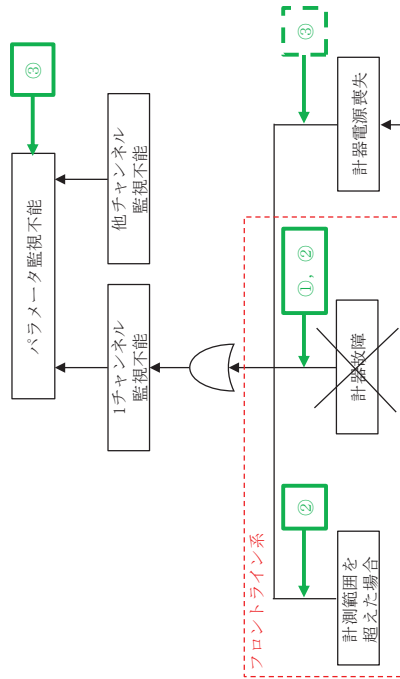 ③
パラメータ監視不能
1チャンネル
監視不能
他チャンネル
監視不能
フロントライン系
②
①, ②
③
計測範囲を
超えた場合
計器故障
計器電源喪失